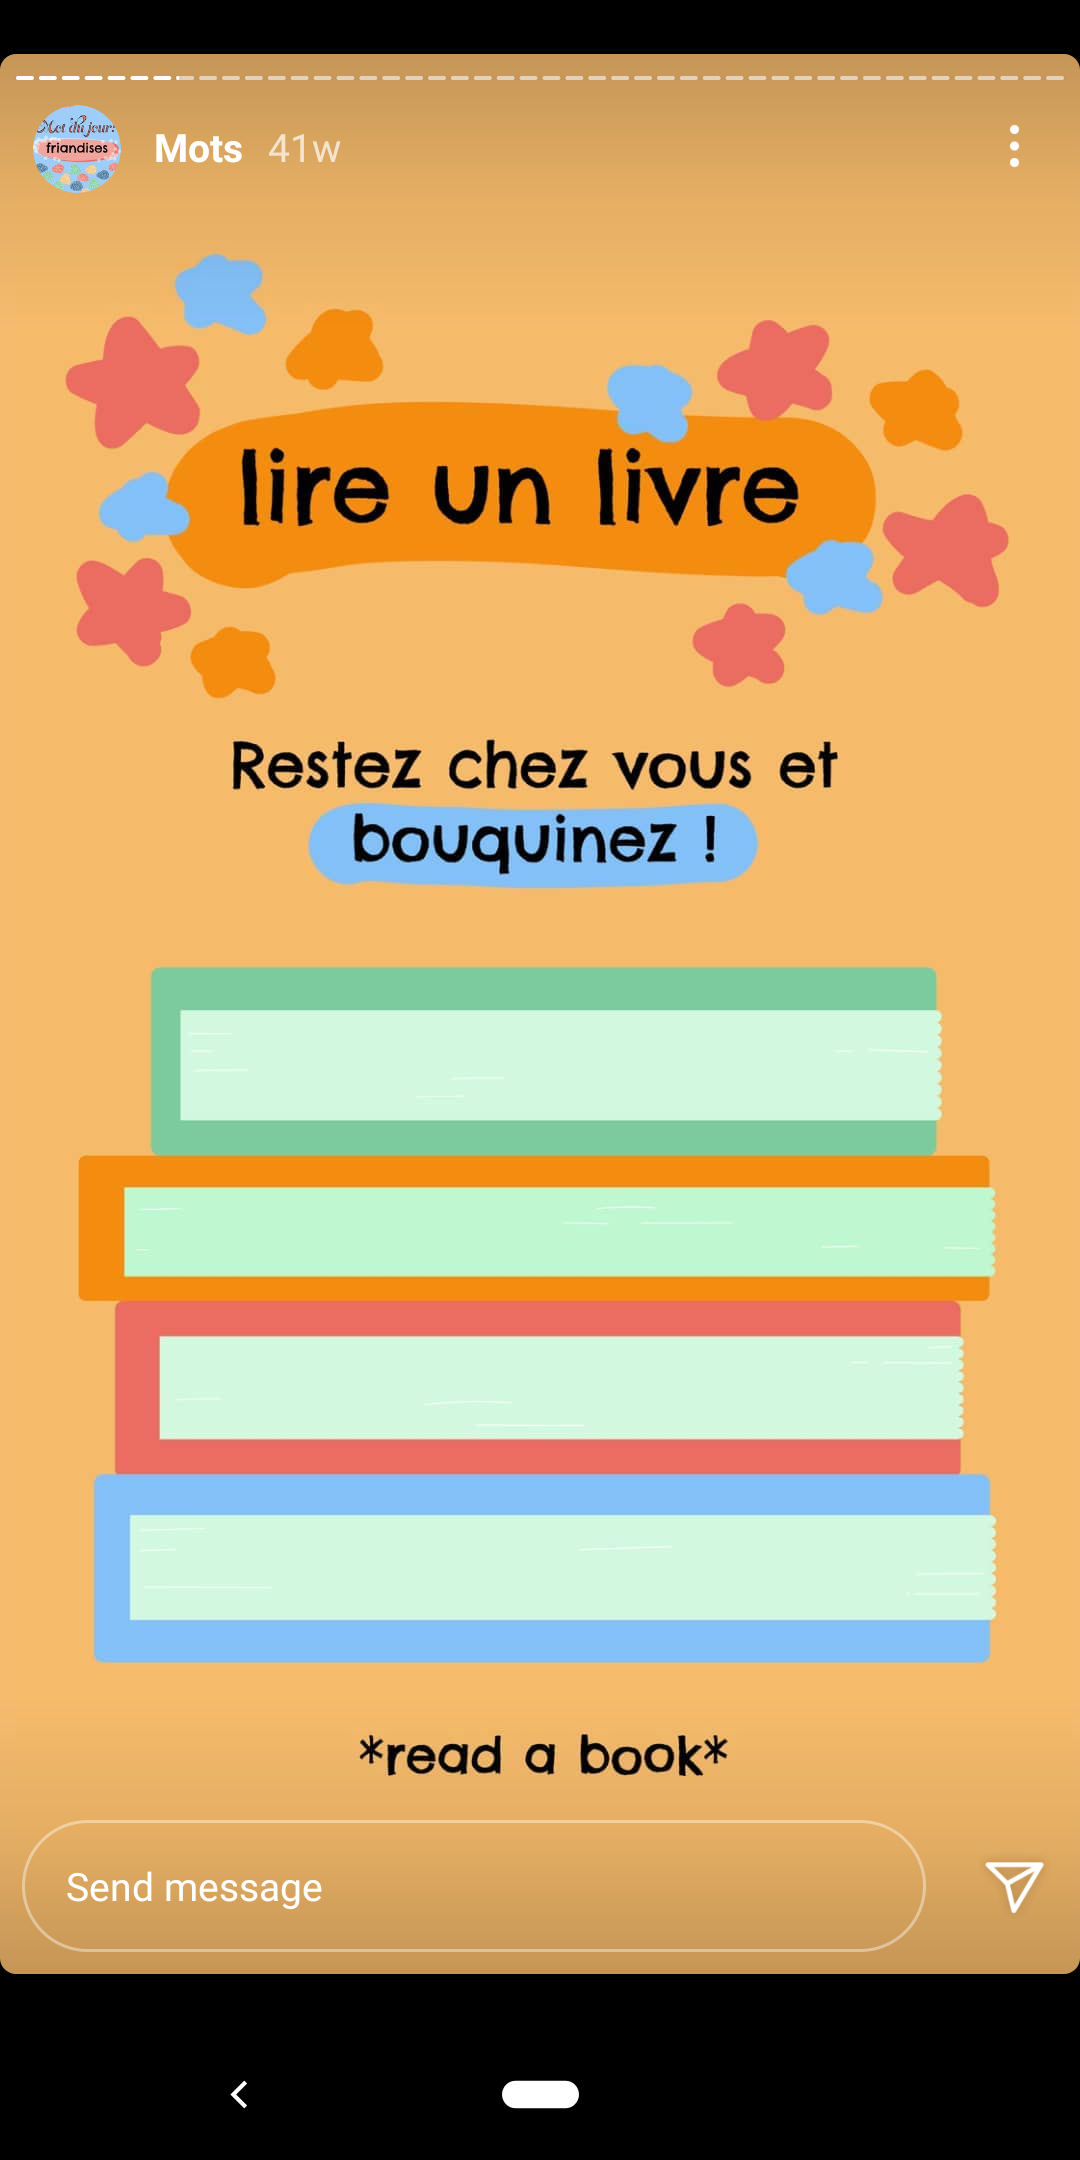 Mot du jour:
friandises
Mots 41w
lire un livre
Restez chez vous et
bouquinez !
*read a book*
Send message